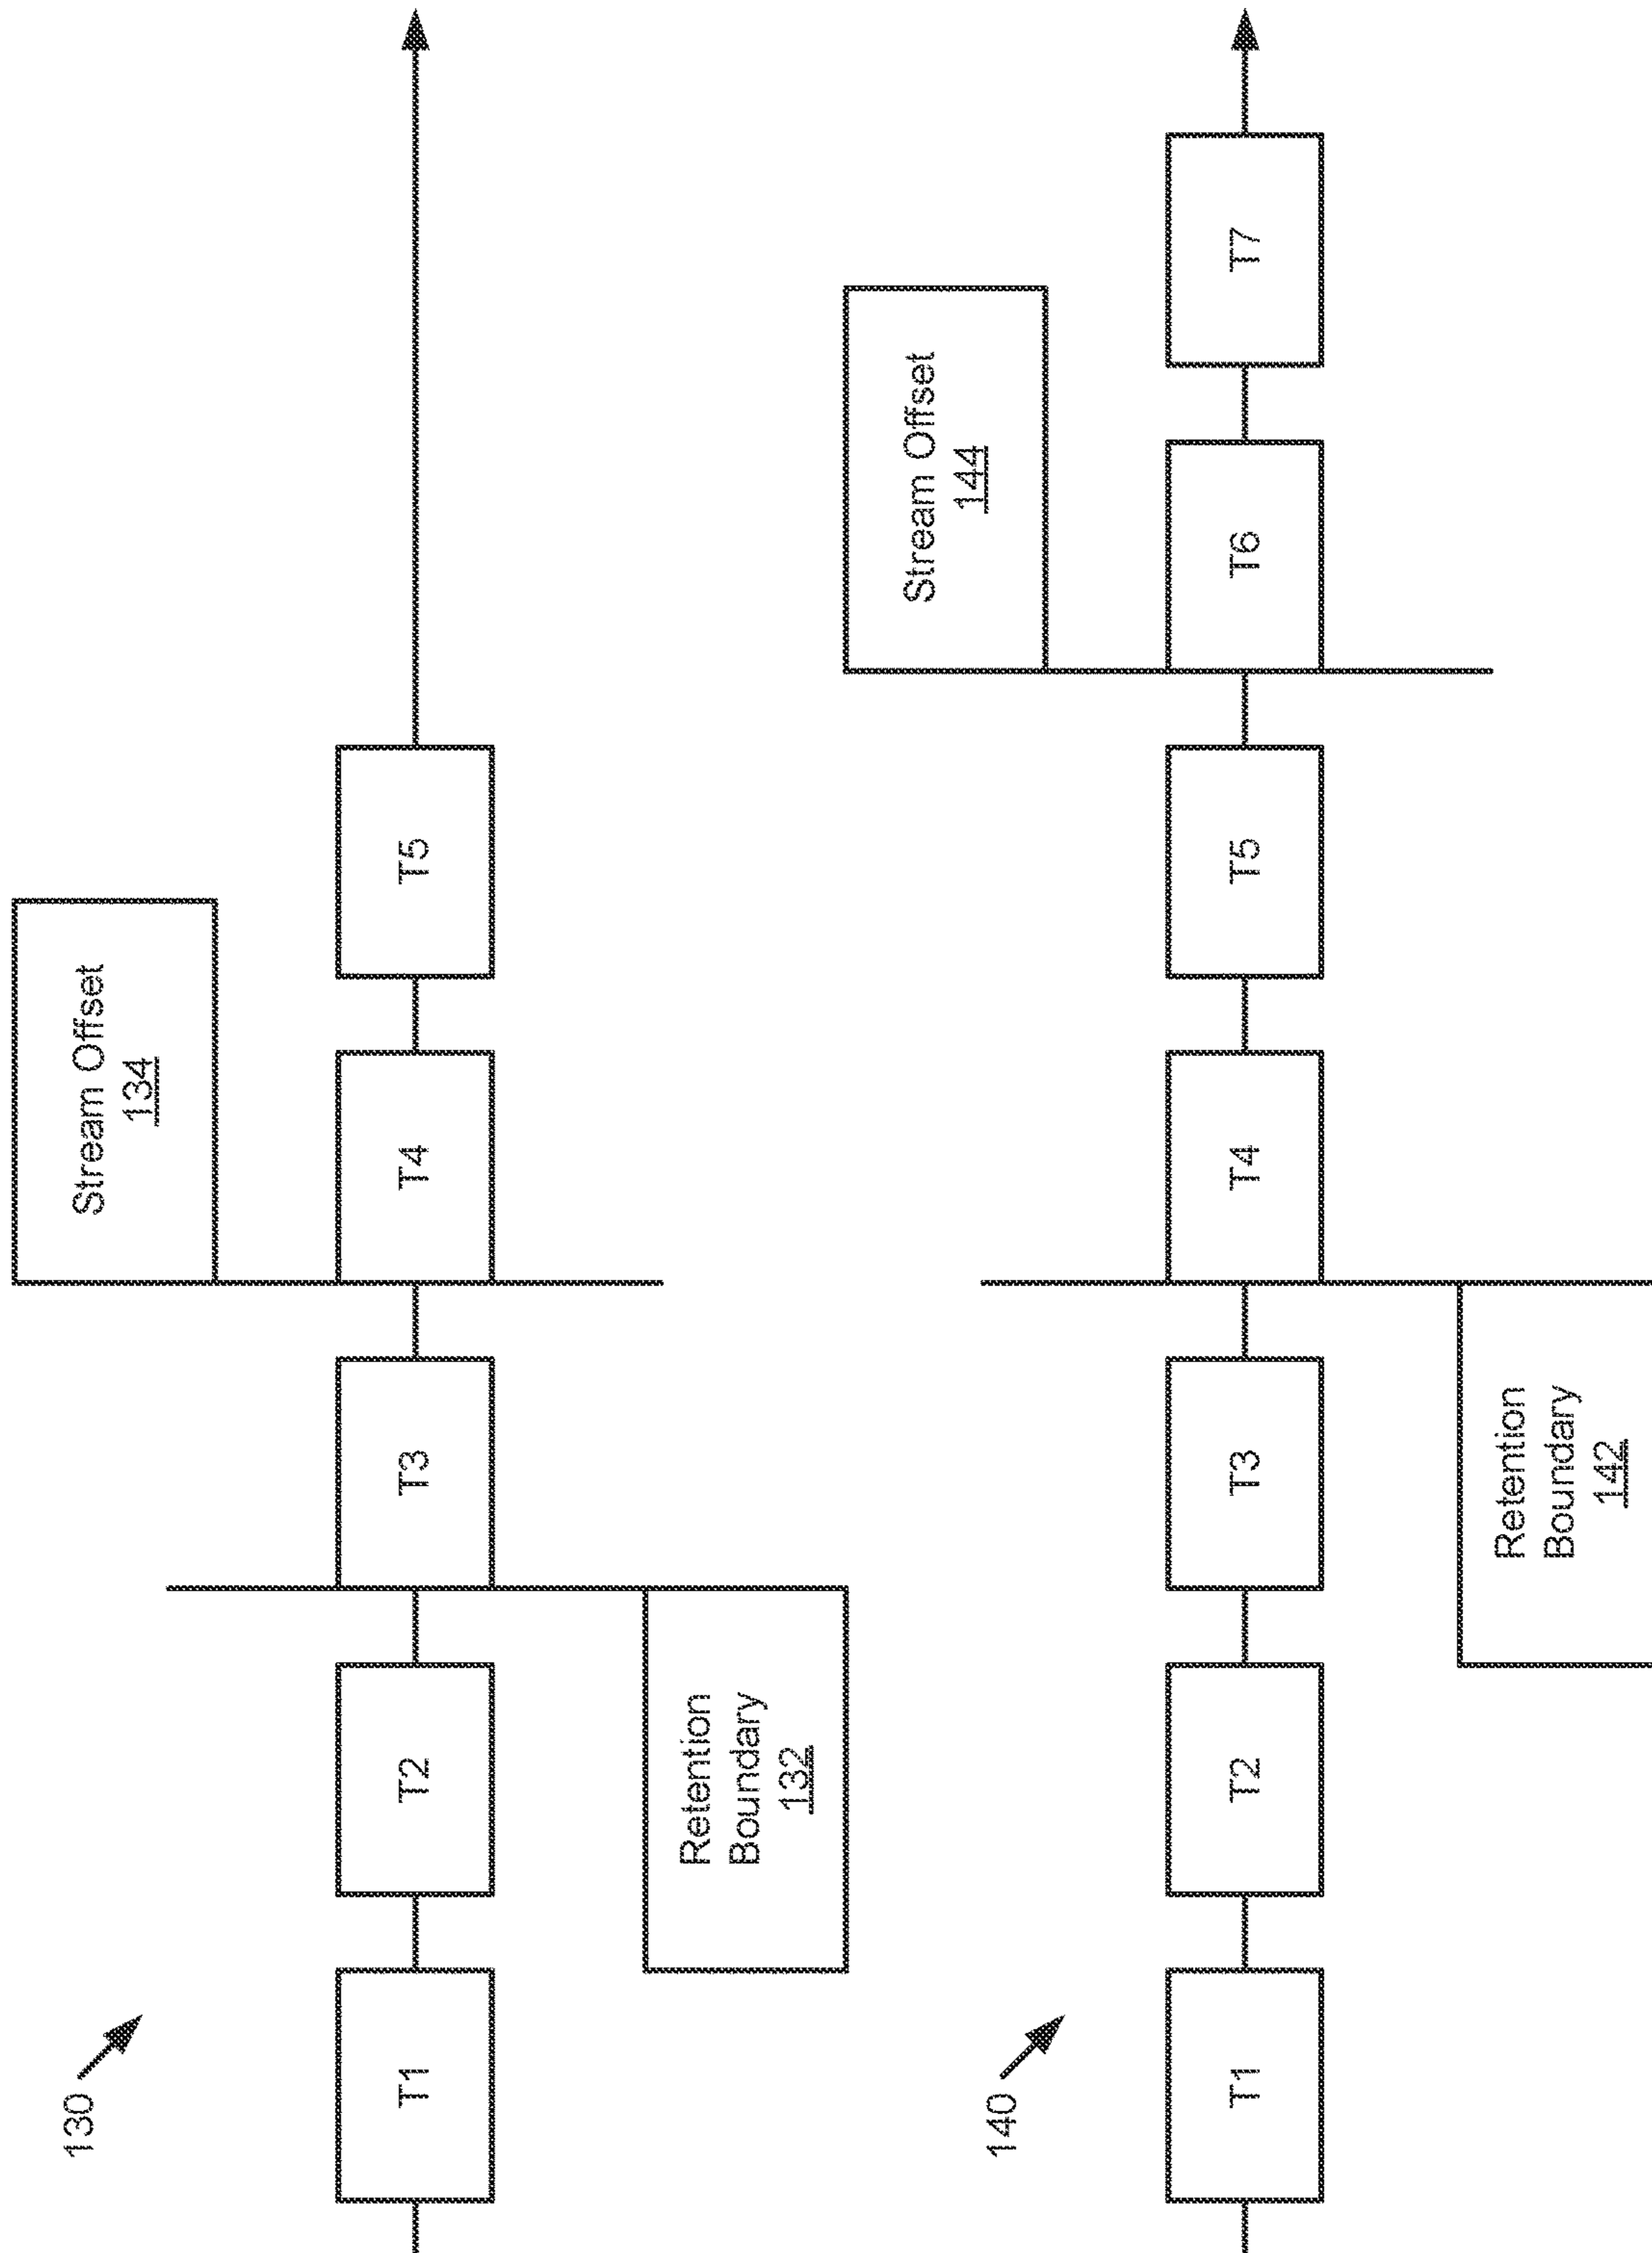 130
Stream Offset
134
T1
T2
T3
T4
T5
Retention
Boundary
132
140
Stream Offset
144
T1
T2
T3
T4
T5
T6
T7
Retention
Boundary
142